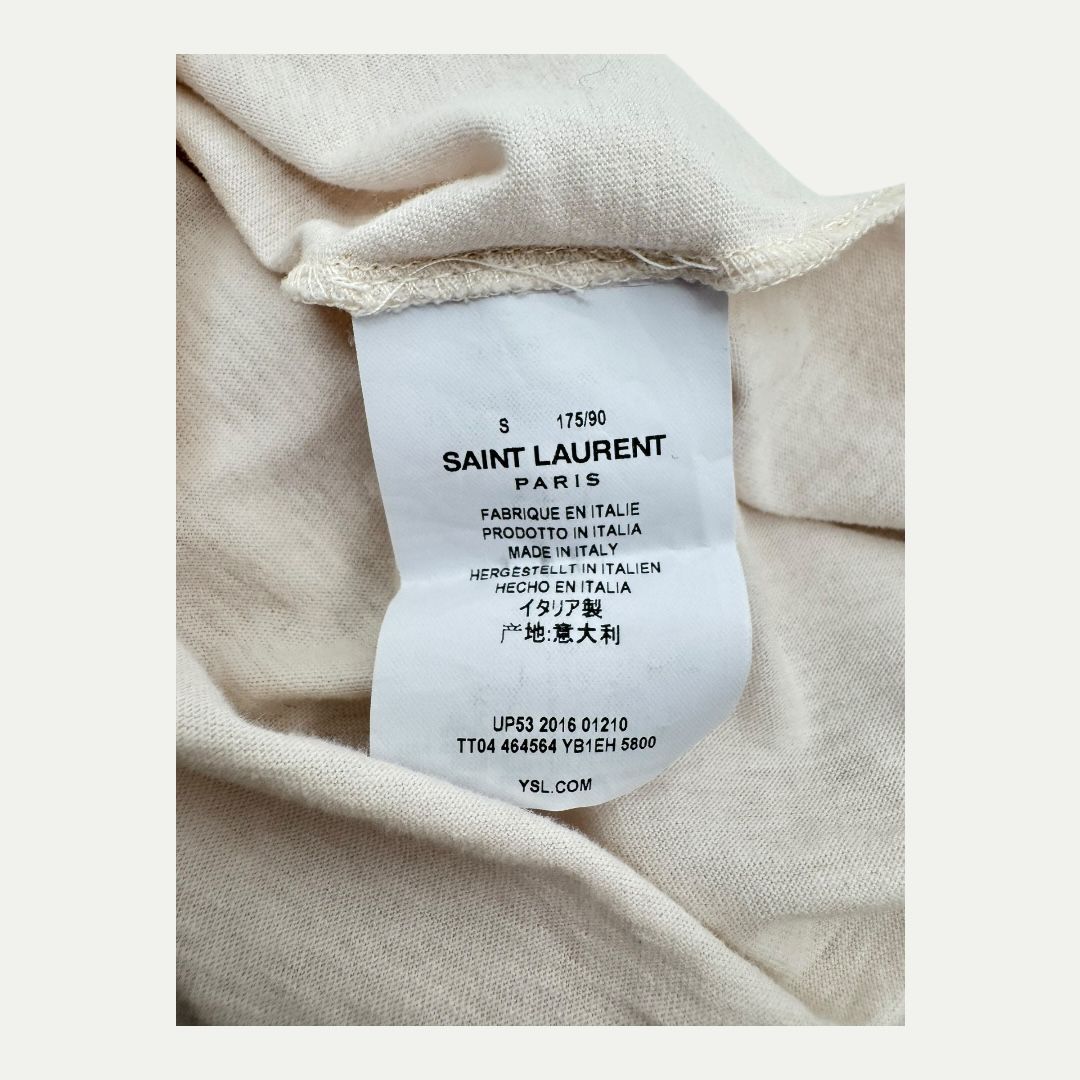 S 175/90
SAINT LAURENT
PARIS
FABRIQUE EN ITALIE
PRODOTTO IN ITALIA
MADE IN ITALY
HERGESTELLT IN ITALIEN
HECHO EN ITALIA
イタリア製
产地:意大利
UP53 2016 01210
TT04 464564 YB1EH 5800
YSL.COM